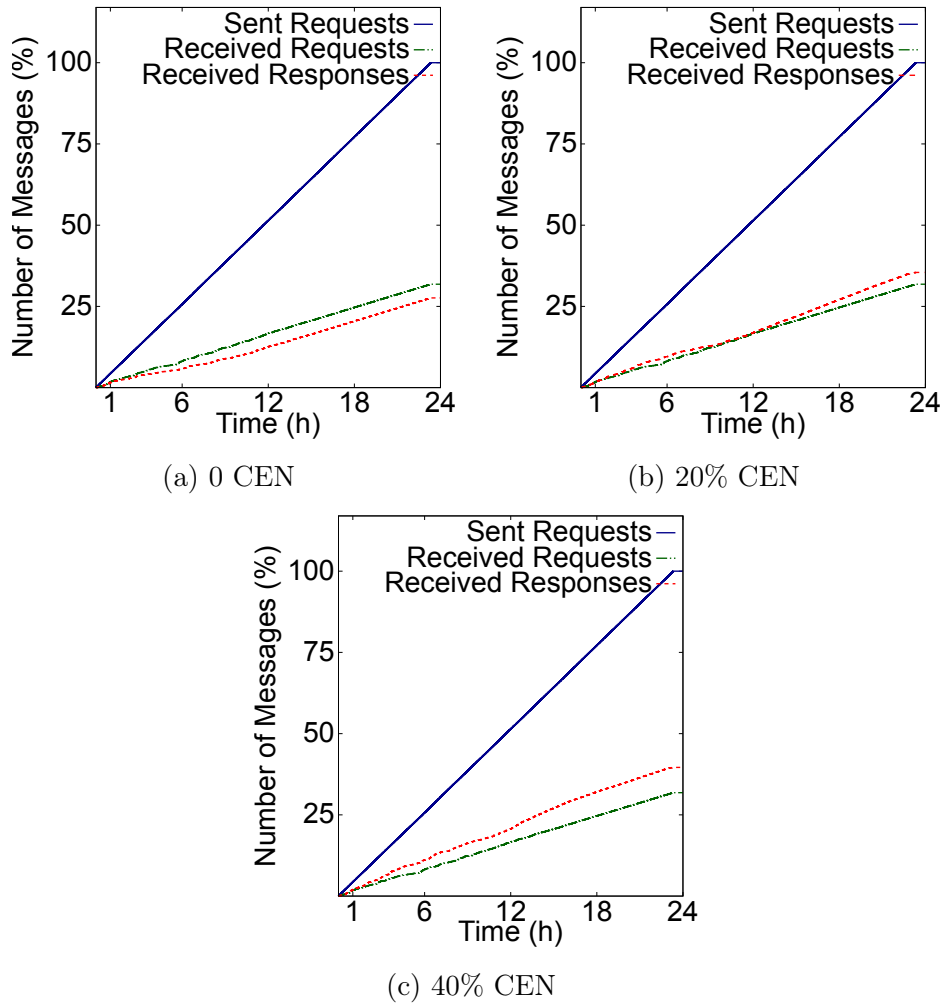 Sent Requests
Received Requests
Received Responses
Number of Messages (%)
100
75
50
25
1 6 12 18 24
Time (h)
(a) 0 CEN
Sent Requests
Received Requests
Received Responses
Number of Messages (%)
100
75
50
25
1 6 12 18 24
Time (h)
(b) 20% CEN
Sent Requests
Received Requests
Received Responses
Number of Messages (%)
100
75
50
25
1 6 12 18 24
Time (h)
(c) 40% CEN